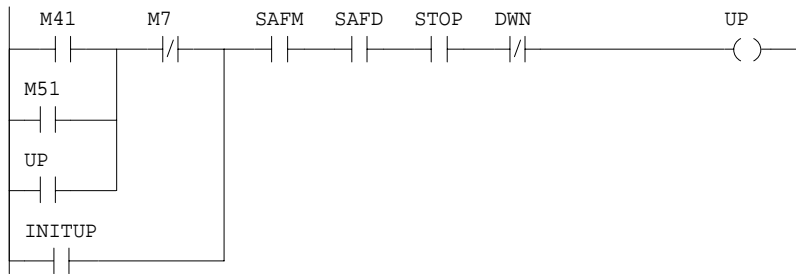 M41 M7 SAFM SAFD STOP DWN UP
M51
UP
INITUP